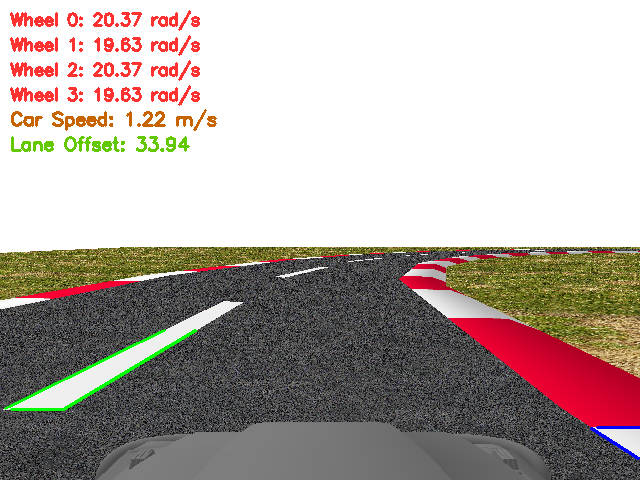 Wheel 0: 20.37 rad/s
Wheel 1: 19.63 rad/s
Wheel 2: 20.37 rad/s
Wheel 3: 19.63 rad/s
Car Speed: 1.22 m/s
Lane Offset: 33.94